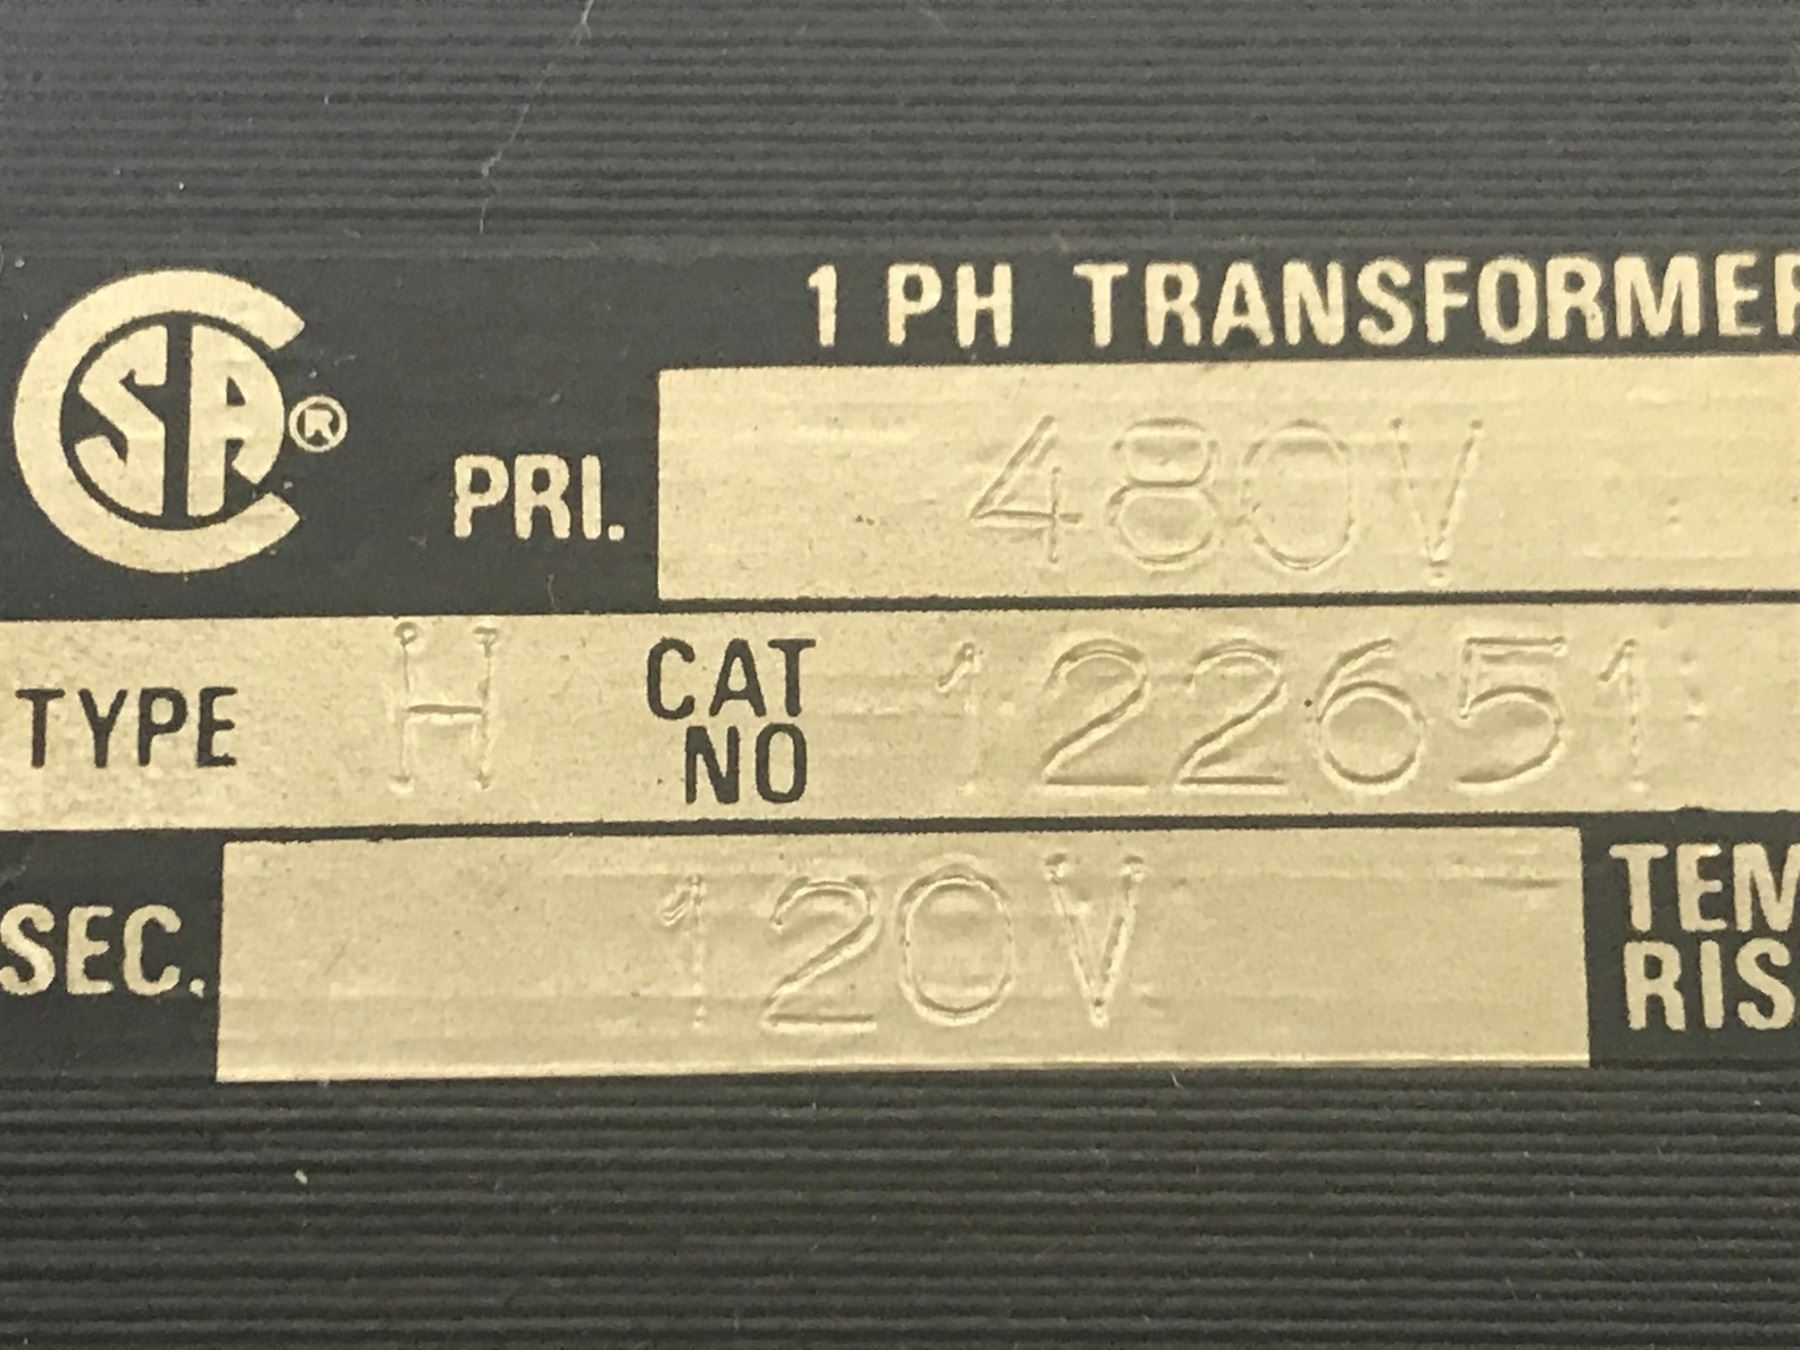 1 PH TRANSFORMER
CSA®
PRI. 480V
TYPE H CAT NO 122651
SEC. 120V TEM
RIS